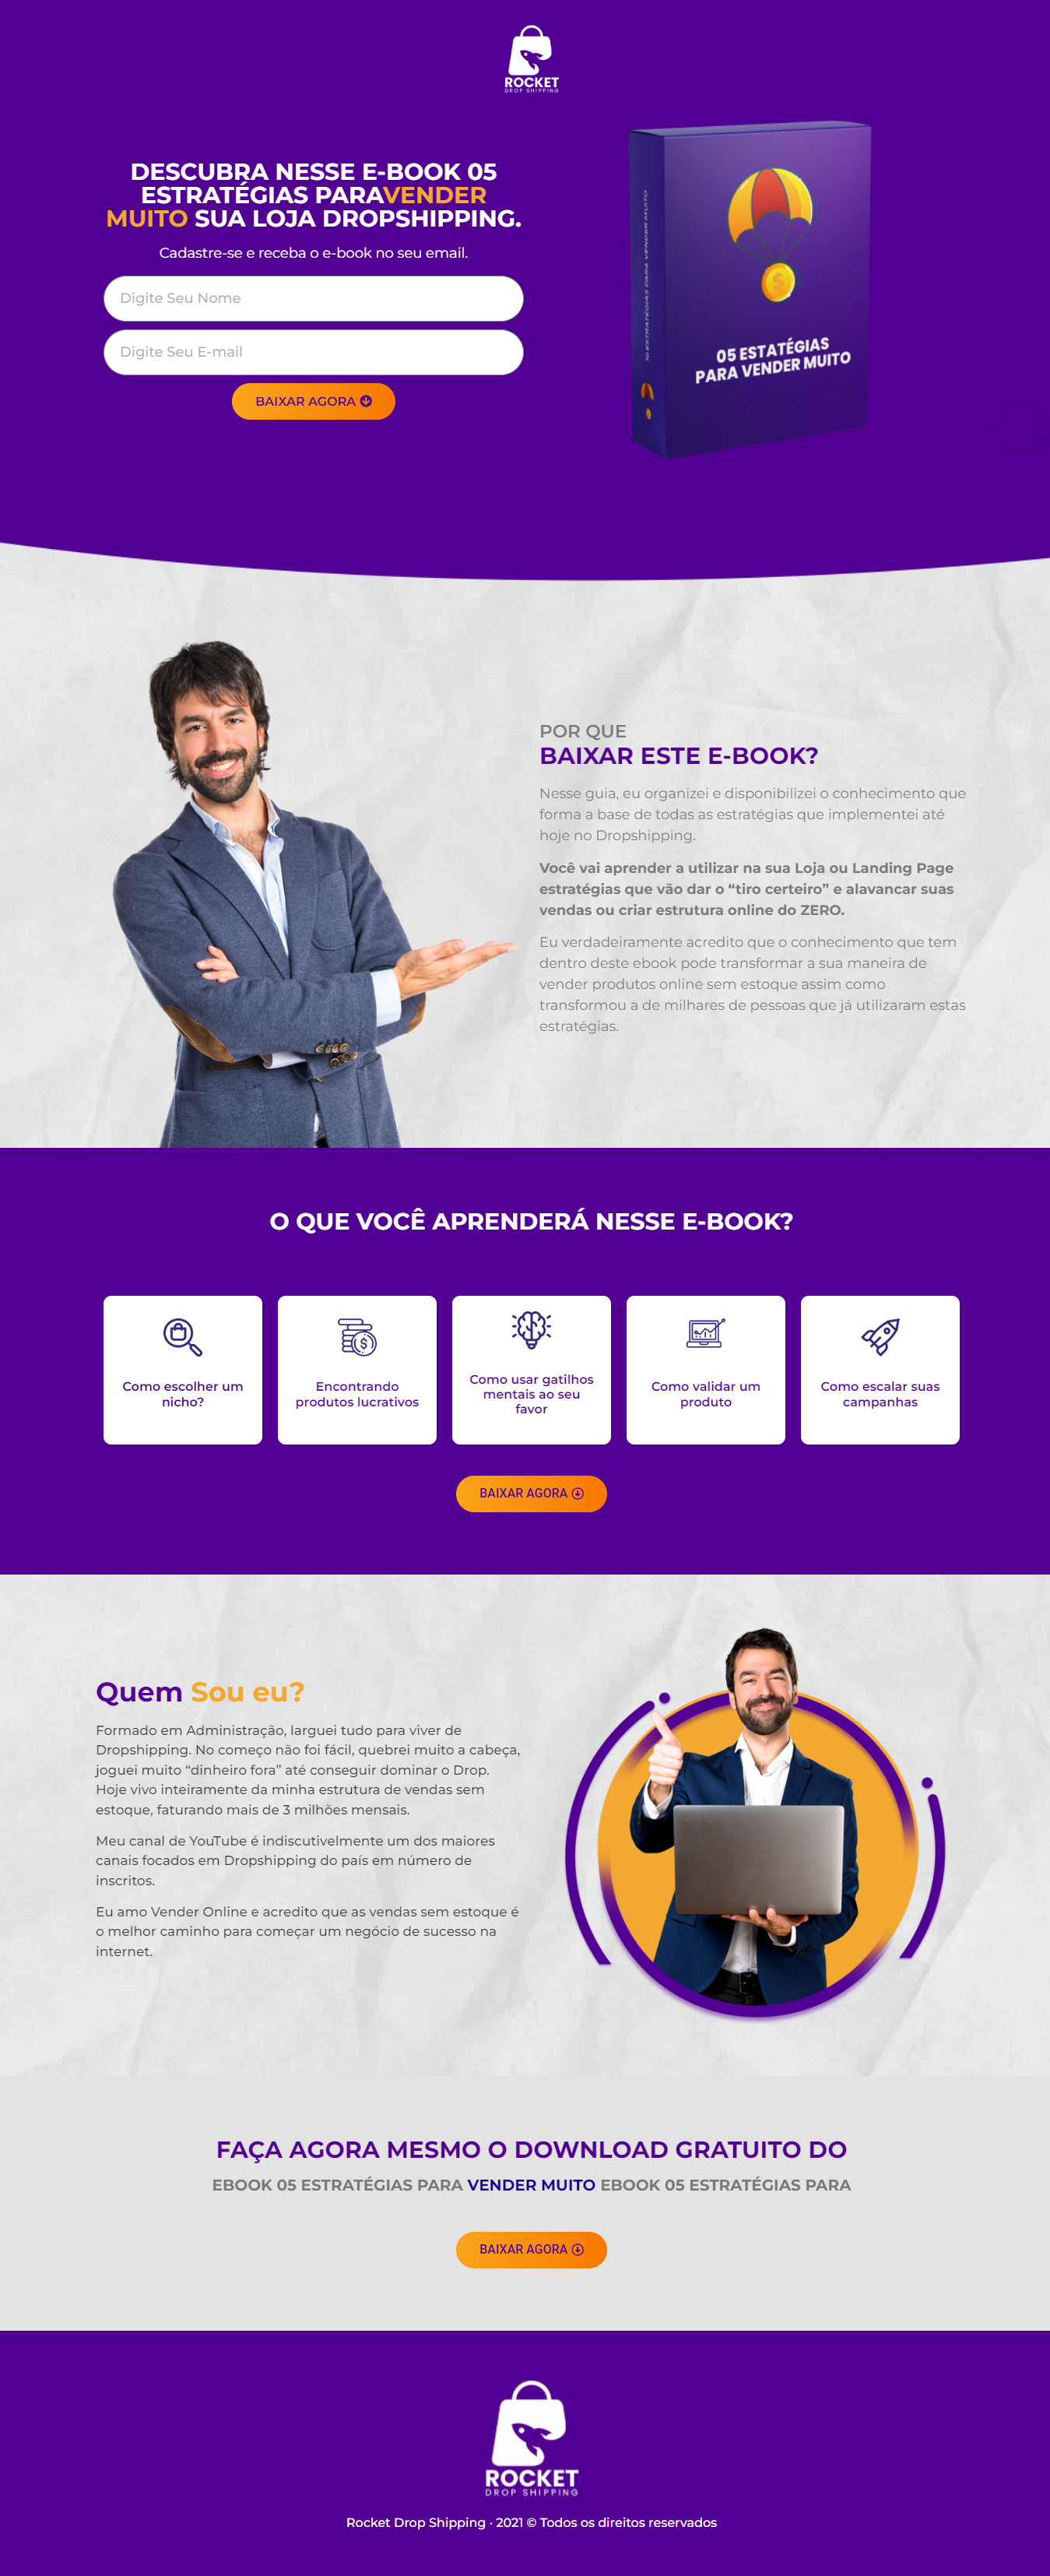 ROCKET
DROP SHIPPING
DESCUBRA NESSE E-BOOK 05
ESTRATÉGIAS PARAVENDER
MUITO SUA LOJA DROPSHIPPING.
Cadastre-se e receba o e-book no seu email.
Digite Seu Nome
Digite Seu E-mail
BAIXAR AGORA
10 ESTRATÉGIAS PARA VENDER MUITO
05 ESTATÉGIAS
PARA VENDER MUITO
POR QUE
BAIXAR ESTE E-BOOK?
Nesse guia, eu organizei e disponibilizei o conhecimento que
forma a base de todas as estratégias que implementei até
hoje no Dropshipping.
Você vai aprender a utilizar na sua Loja ou Landing Page
estratégias que vão dar o “tiro certeiro” e alavancar suas
vendas ou criar estrutura online do ZERO.
Eu verdadeiramente acredito que o conhecimento que tem
dentro deste ebook pode transformar a sua maneira de
vender produtos online sem estoque assim como
transformou a de milhares de pessoas que já utilizaram estas
estratégias.
O QUE VOCÊ APRENDERÁ NESSE E-BOOK?
Como escolher um
nicho?
Encontrando
produtos lucrativos
Como usar gatilhos
mentais ao seu
favor
Como validar um
produto
Como escalar suas
campanhas
BAIXAR AGORA
Quem Sou eu?
Formado em Administração, larguei tudo para viver de
Dropshipping. No começo não foi fácil, quebrei muito a cabeça,
joguei muito “dinheiro fora” até conseguir dominar o Drop.
Hoje vivo inteiramente da minha estrutura de vendas sem
estoque, faturando mais de 3 milhões mensais.
Meu canal de YouTube é indiscutivelmente um dos maiores
canais focados em Dropshipping do país em número de
inscritos.
Eu amo Vender Online e acredito que as vendas sem estoque é
o melhor caminho para começar um negócio de sucesso na
internet.
FAÇA AGORA MESMO O DOWNLOAD GRATUITO DO
EBOOK 05 ESTRATÉGIAS PARA VENDER MUITO EBOOK 05 ESTRATÉGIAS PARA
BAIXAR AGORA
ROCKET
DROP SHIPPING
Rocket Drop Shipping • 2021 © Todos os direitos reservados